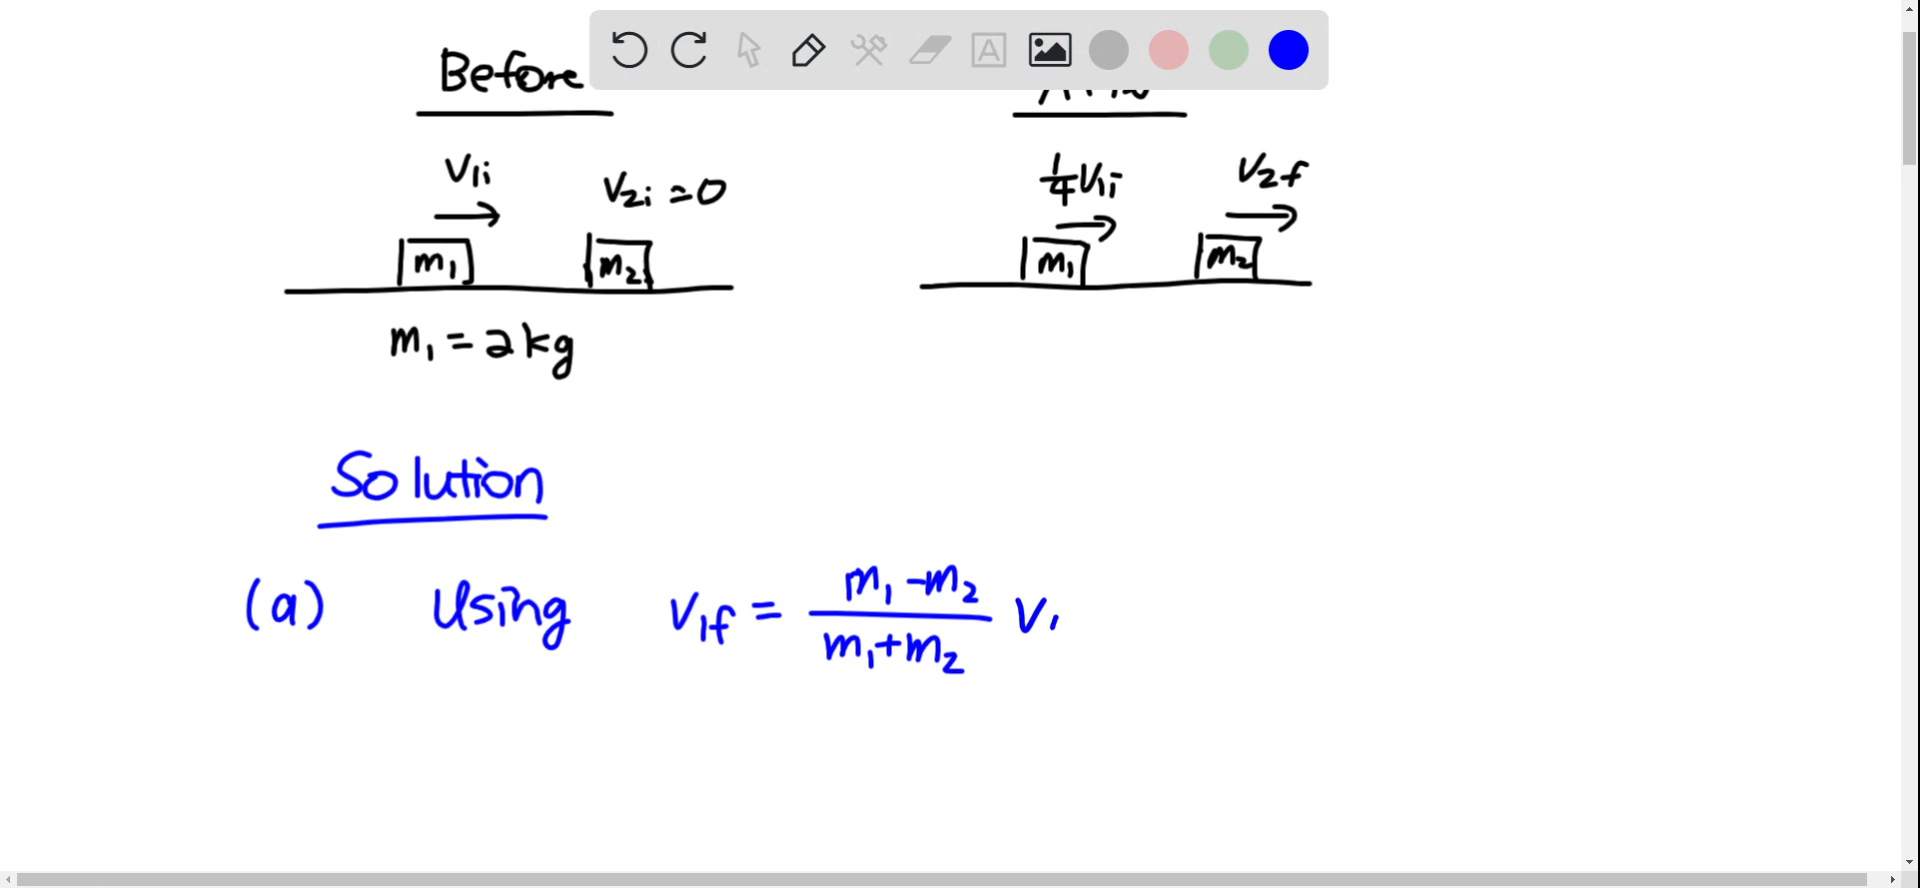 Before
V1i
V2i = 0
1/4 V1i
V2f
m1
m2
m1
m2
m1 = 2kg
Solution
(a) Using V1f = (m1 - m2)/(m1 + m2) V
A